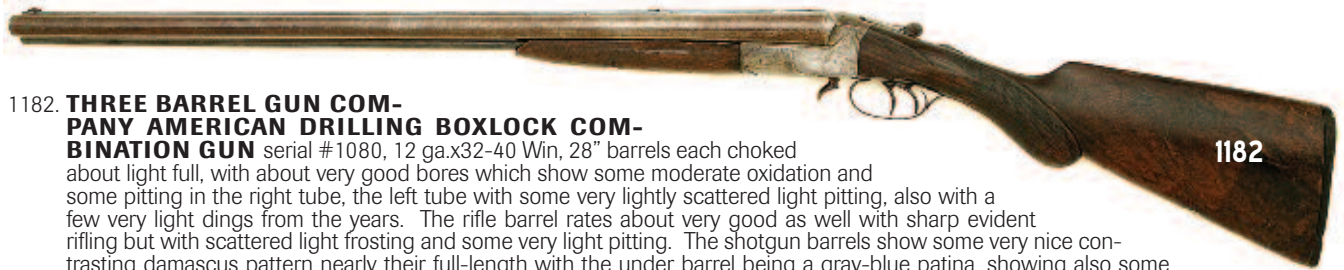 1182. THREE BARREL GUN COM-
PANY AMERICAN DRILLING BOXLOCK COM-
BINATION GUN serial #1080, 12 ga.x32-40 Win, 28” barrels each choked
about light full, with about very good bores which show some moderate oxidation and
some pitting in the right tube, the left tube with some very lightly scattered light pitting, also with a
few very light dings from the years. The rifle barrel rates about very good as well with sharp evident
rifling but with scattered light frosting and some very light pitting. The shotgun barrels show some very nice con-
trasting damascus pattern nearly their full-length with the under barrel being a gray-blue patina, showing also some
1182